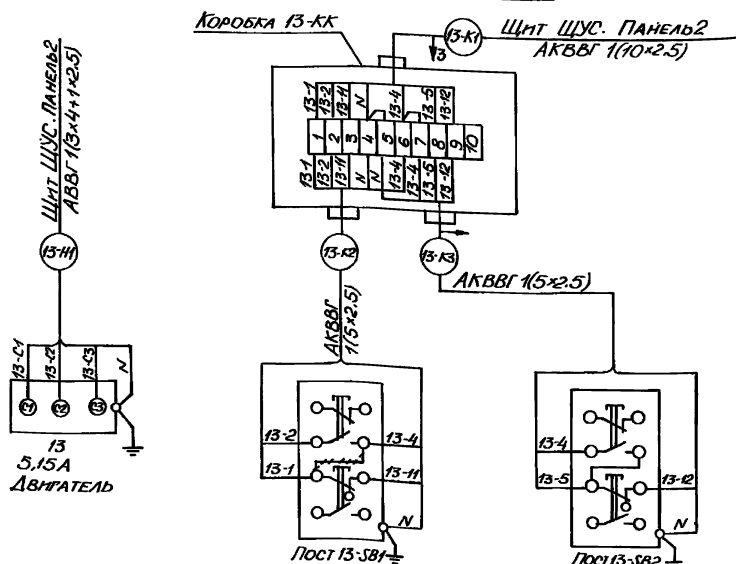 Коробка 13-КК
13-К1
Щит ЩУС. Панель2
АКВВГ 1(10×2.5)
3
Щит ЩУС. Панель2
АВВГ 1(3×4+1×2.5)
13-Н1
13-1
13-2
13-11
N
13-4
13-5
13-12
1 2 3 4 5 6 7 8 9 10
13-1
13-2
13-11
N
N
13-4
13-4
13-12
13-К2
13-К3
АКВВГ
1(5×2.5)
АКВВГ 1(5×2.5)
13-С1
13-С2
13-С3
N
С1 С2 С3
13
5,15А
Двигатель
13-2
13-4
13-1
13-11
N
Пост 13-SB1
13-4
13-5
13-12
N
Пост 13-SB2